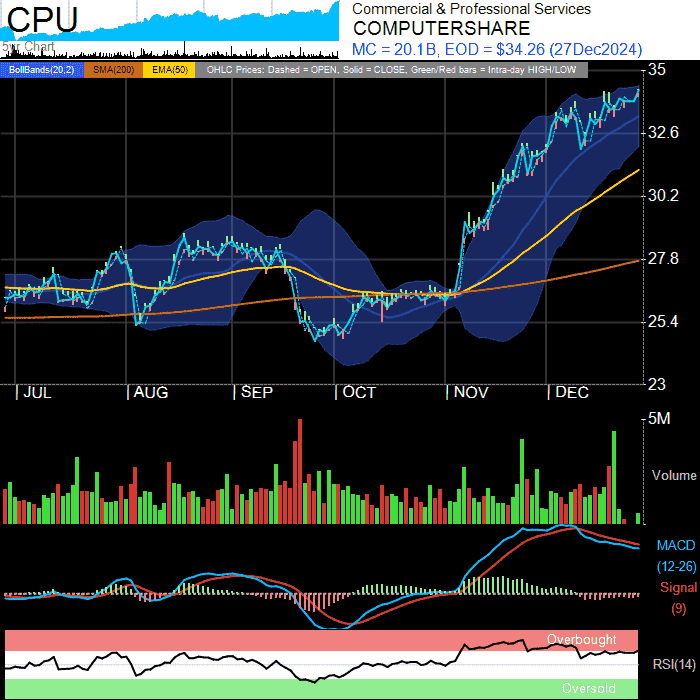 CPU
5yr Chart
Commercial & Professional Services
COMPUTERSHARE
MC = 20.1B, EOD = $34.26 (27Dec2024)
BollBands(20,2) SMA(200) EMA(50) OHLC Prices: Dashed = OPEN, Solid = CLOSE, Green/Red bars = Intra-day HIGH/LOW
35
32.6
30.2
27.8
25.4
23
JUL AUG SEP OCT NOV DEC
5M
Volume
MACD
(12-26)
Signal
(9)
Overbought
RSI(14)
Oversold